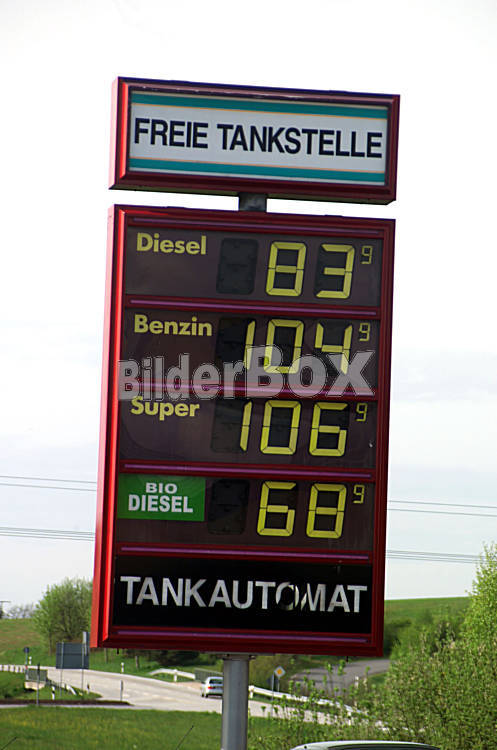 FREIE TANKSTELLE
Diesel 83 9
Benzin 104 9
BilderBOX
Super 106 9
BIO DIESEL 68 9
TANKAUTOMAT